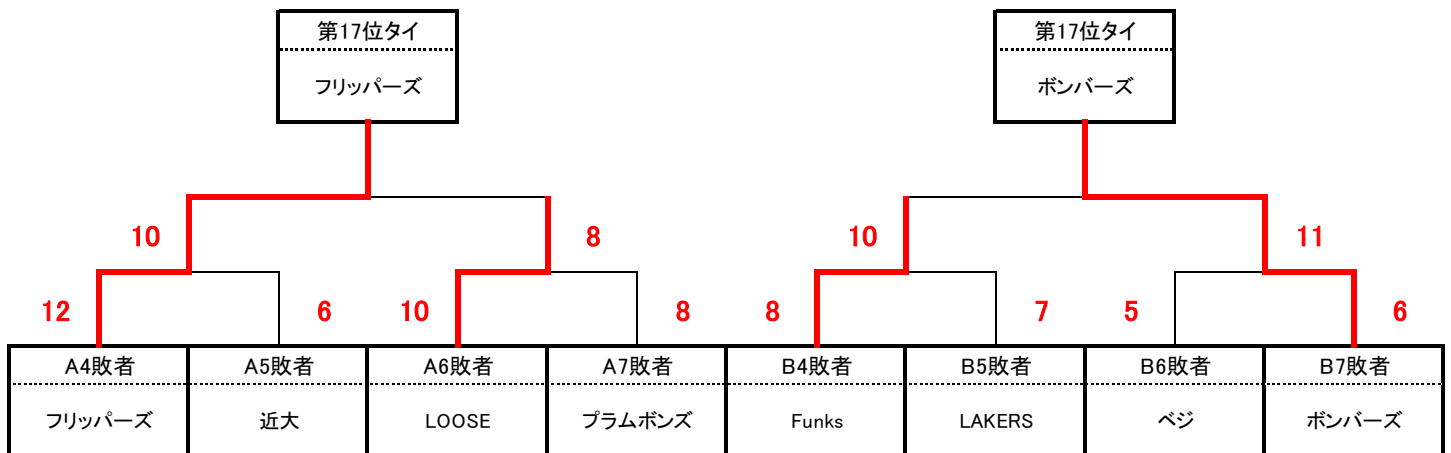 第17位タイ 第17位タイ
フリッパーズ ボンバーズ
10 8 10 11
12 6 10 8 8 7 5 6
A4敗者 A5敗者 A6敗者 A7敗者 B4敗者 B5敗者 B6敗者 B7敗者
フリッパーズ 近大 LOOSE プラムボンズ Funks LAKERS ベジ ボンバーズ